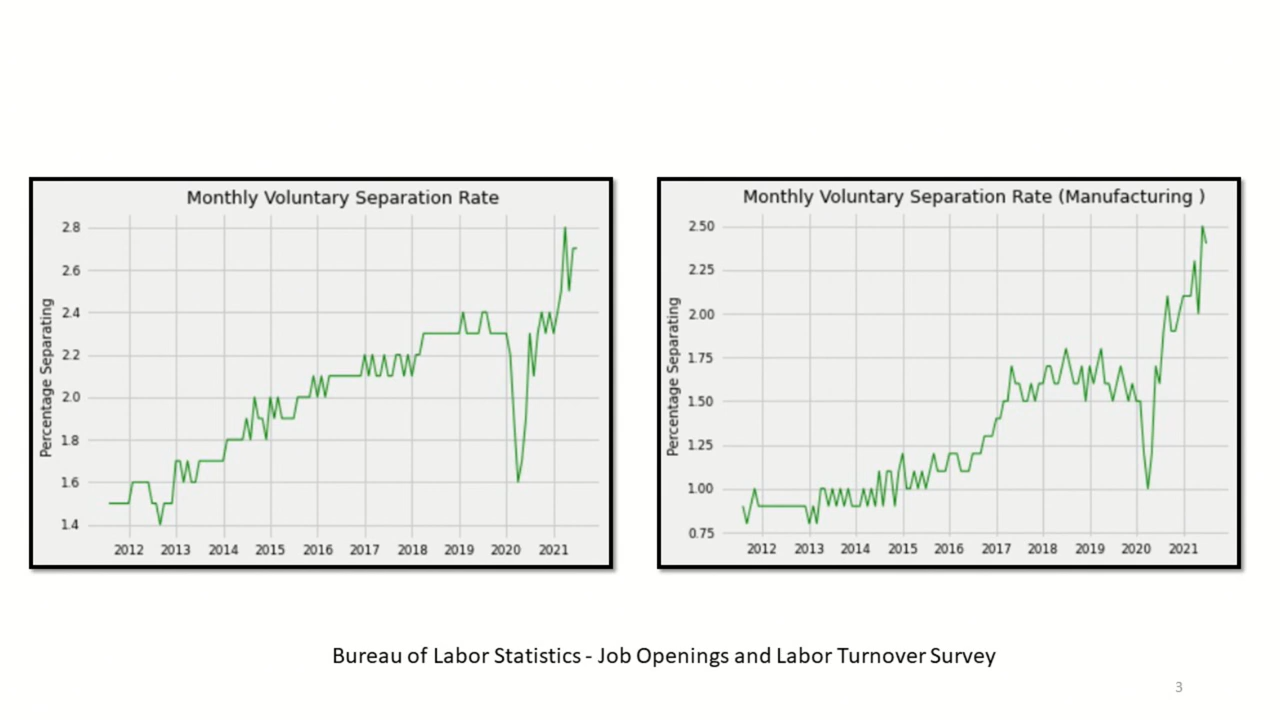 Monthly Voluntary Separation Rate
Percentage Separating
2.8
2.6
2.4
2.2
2.0
1.8
1.6
1.4
2012 2013 2014 2015 2016 2017 2018 2019 2020 2021
Monthly Voluntary Separation Rate (Manufacturing )
Percentage Separating
2.50
2.25
2.00
1.75
1.50
1.25
1.00
0.75
2012 2013 2014 2015 2016 2017 2018 2019 2020 2021
Bureau of Labor Statistics - Job Openings and Labor Turnover Survey
3